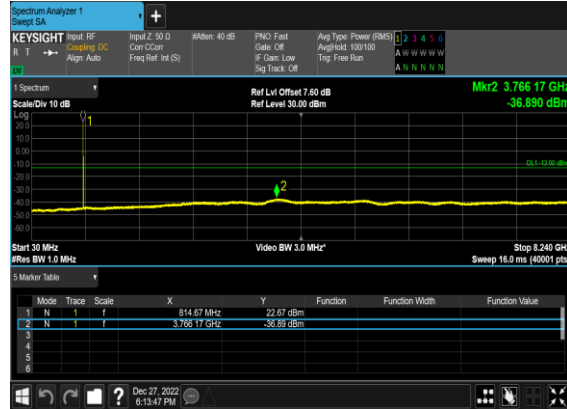 Spectrum Analyzer 1
Swept SA
+
KEYSIGHT Input: RF Input Z: 50 Ω #Atten: 40 dB PNO: Fast Avg Type: Power (RMS) 1 2 3 4 5 6
R T Coupling: DC Corr CCorr Gate: Off Avg|Hold: 100/100 A W W W W W
Align: Auto Freq Ref: Int (S) IF Gain: Low Trig: Free Run
Sig Track: Off A N N N N N
1 Spectrum Ref Lvl Offset 7.60 dB Mkr2 3.766 17 GHz
Scale/Div 10 dB Ref Level 30.00 dBm -36.890 dBm
Log
20.0
10.0
0.00
-10.0
-20.0
-30.0
-40.0
-50.0
-60.0
1
2
DL1 -13.00 dBm
Start 30 MHz Video BW 3.0 MHz* Stop 8.240 GHz
#Res BW 1.0 MHz Sweep 16.0 ms (40001 pts)
5 Marker Table
Mode Trace Scale X Y Function Function Width Function Value
1 N 1 f 814.67 MHz 22.67 dBm
2 N 1 f 3.766 17 GHz -36.89 dBm
3
4
5
6
? Dec 27, 2022
6:13:47 PM